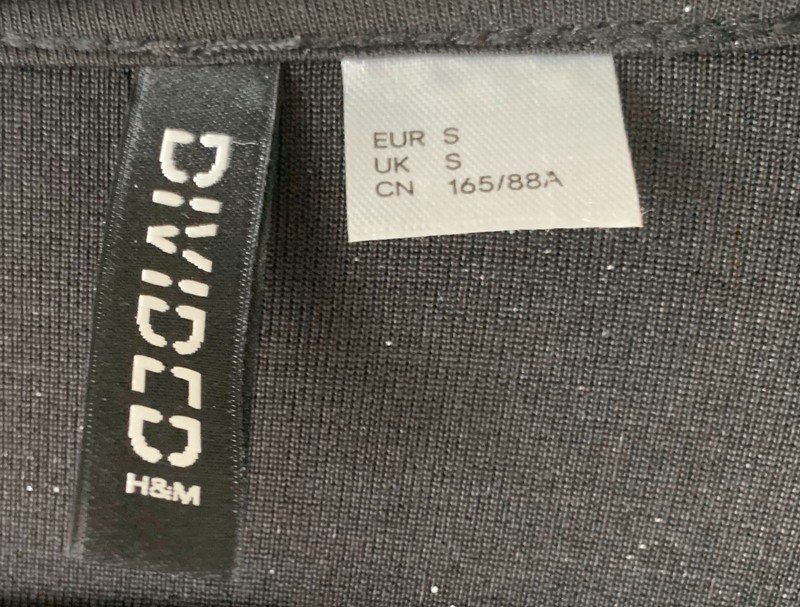 DIVIDED
H&M
EUR S
UK S
CN 165/88A